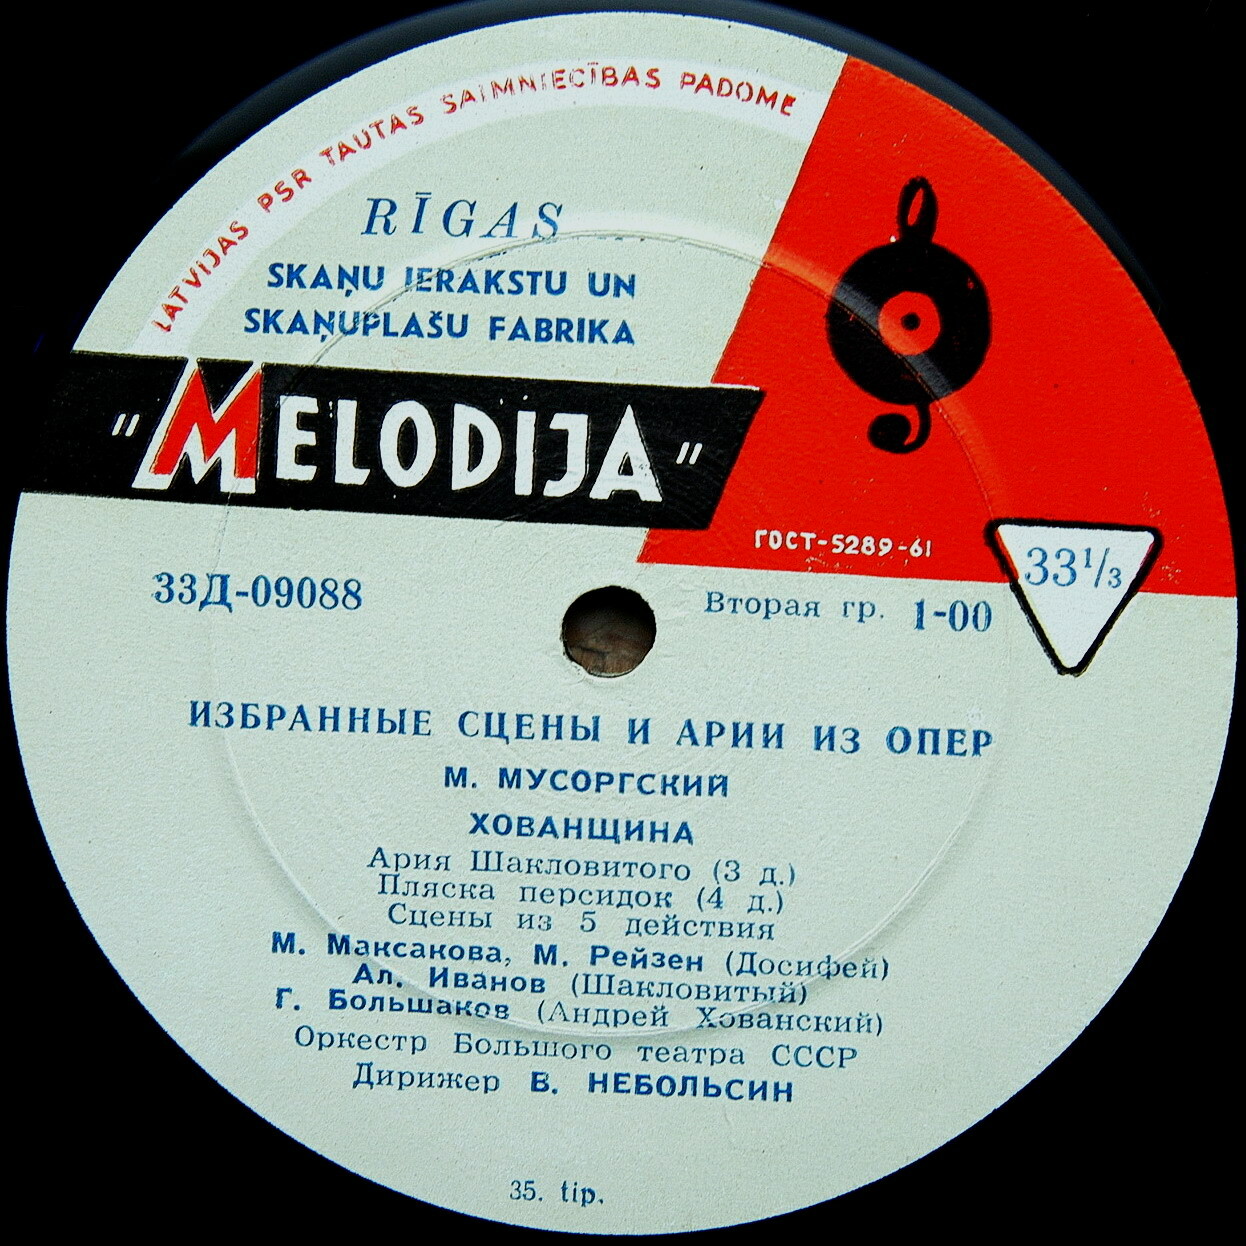 LATVIJAS PSR TAUTAS SAIMNIECĪBAS PADOME
RĪGAS
SKAŅU IERAKSTU UN
SKAŅUPLAŠU FABRIKA
"MELODIJA"
ГОСТ-5289-61
33⅓
33Д-09088
Вторая гр. 1-00
ИЗБРАННЫЕ СЦЕНЫ И АРИИ ИЗ ОПЕР
М. МУСОРГСКИЙ
ХОВАНЩИНА
Ария Шакловитого (3 д.)
Пляска персидок (4 д.)
Сцены из 5 действия
М. Максакова, М. Рейзен (Досифей)
Ал. Иванов (Шакловитый)
Г. Большаков (Андрей Хованский)
Оркестр Большого театра СССР
Дирижер В. НЕБОЛЬСИН
35. tip.